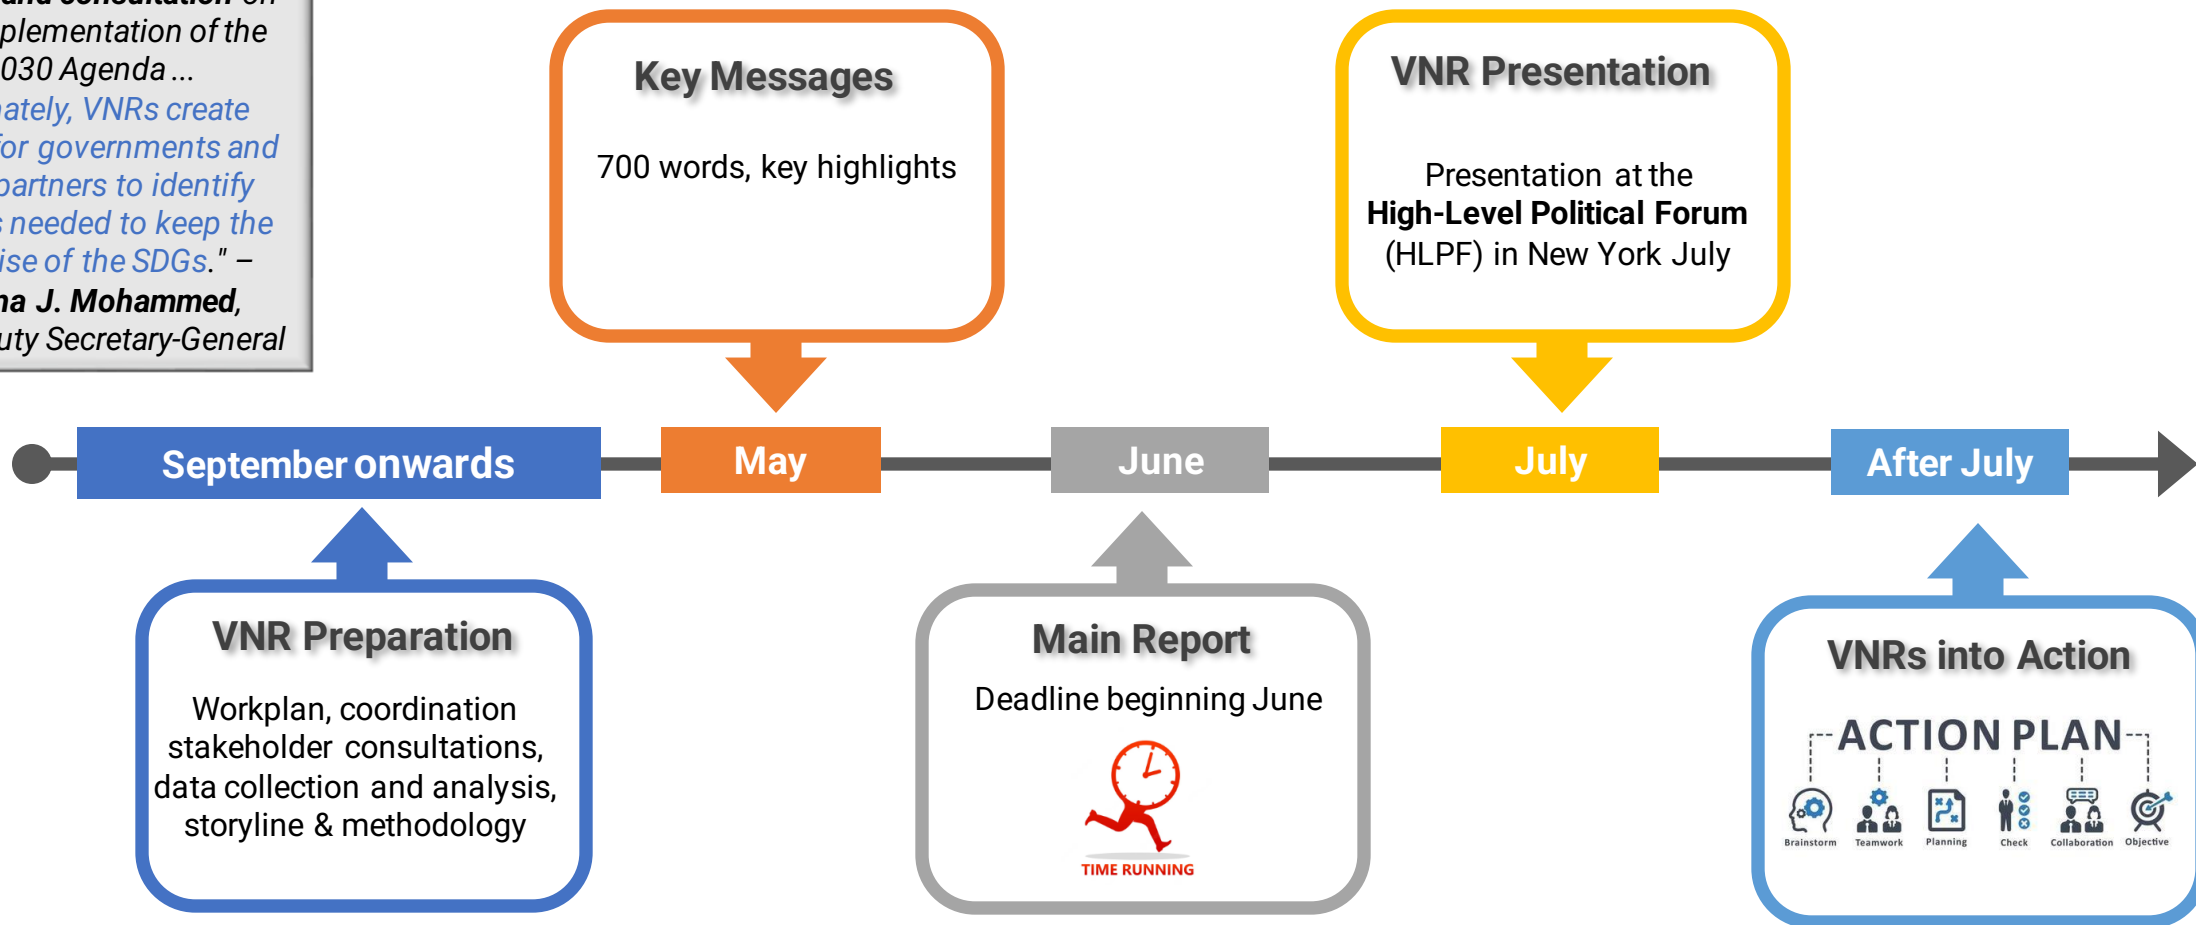 and consultation on
plementation of the
030 Agenda ...
ately, VNRs create
for governments and
partners to identify
s needed to keep the
ise of the SDGs." –
na J. Mohammed,
uty Secretary-General
Key Messages
700 words, key highlights
VNR Presentation
Presentation at the
High-Level Political Forum
(HLPF) in New York July
September onwards
May
June
July
After July
VNR Preparation
Workplan, coordination
stakeholder consultations,
data collection and analysis,
storyline & methodology
Main Report
Deadline beginning June
TIME RUNNING
VNRs into Action
ACTION PLAN
Brainstorm
Teamwork
Planning
Check
Collaboration
Objective